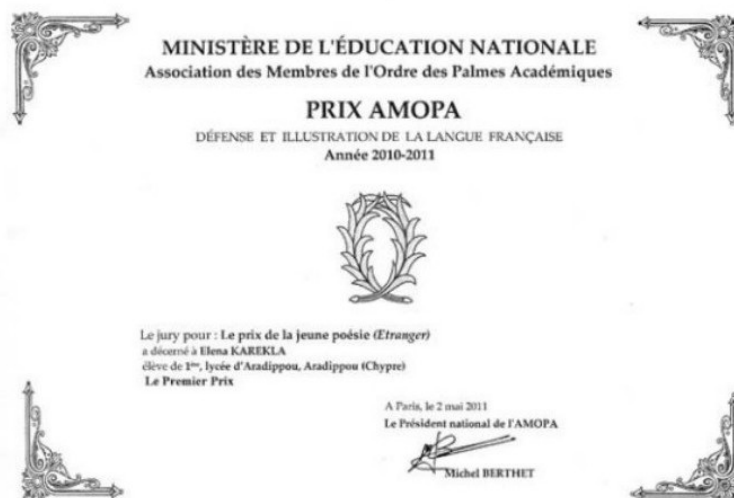 MINISTÈRE DE L'ÉDUCATION NATIONALE
Association des Membres de l'Ordre des Palmes Académiques
PRIX AMOPA
DÉFENSE ET ILLUSTRATION DE LA LANGUE FRANÇAISE
Année 2010-2011
Le jury pour : Le prix de la jeune poésie (Etranger)
a décerné à Elena KAREKLA
élève de 1ère, lycée d'Aradippou, Aradippou (Chypre)
Le Premier Prix
A Paris, le 2 mai 2011
Le Président national de l'AMOPA
Michel BERTHET